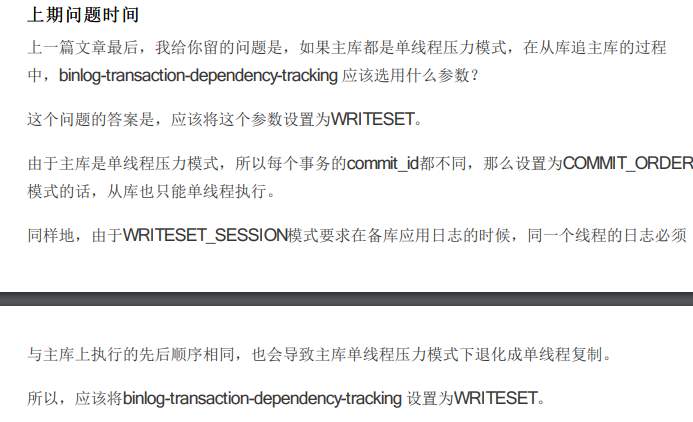 上期问题时间
上一篇文章最后，我给你留的问题是，如果主库都是单线程压力模式，在从库追主库的过程
中，binlog-transaction-dependency-tracking 应该选用什么参数？
这个问题的答案是，应该将这个参数设置为WRITESET。
由于主库是单线程压力模式，所以每个事务的commit_id都不同，那么设置为COMMIT_ORDER
模式的话，从库也只能单线程执行。
同样地，由于WRITESET_SESSION模式要求在备库应用日志的时候，同一个线程的日志必须
与主库上执行的先后顺序相同，也会导致主库单线程压力模式下退化成单线程复制。
所以，应该将binlog-transaction-dependency-tracking 设置为WRITESET。